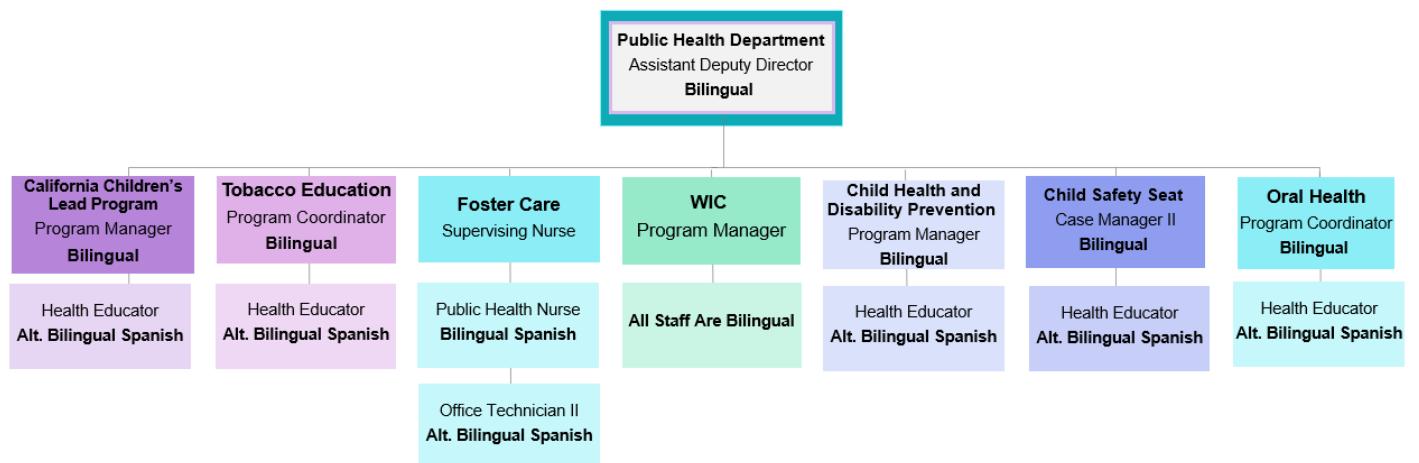 Public Health Department
Assistant Deputy Director
Bilingual
California Children's
Lead Program
Program Manager
Bilingual
Health Educator
Alt. Bilingual Spanish
Tobacco Education
Program Coordinator
Bilingual
Health Educator
Alt. Bilingual Spanish
Foster Care
Supervising Nurse
Public Health Nurse
Bilingual Spanish
Office Technician II
Alt. Bilingual Spanish
WIC
Program Manager
All Staff Are Bilingual
Child Health and
Disability Prevention
Program Manager
Bilingual
Health Educator
Alt. Bilingual Spanish
Child Safety Seat
Case Manager II
Bilingual
Health Educator
Alt. Bilingual Spanish
Oral Health
Program Coordinator
Bilingual
Health Educator
Alt. Bilingual Spanish